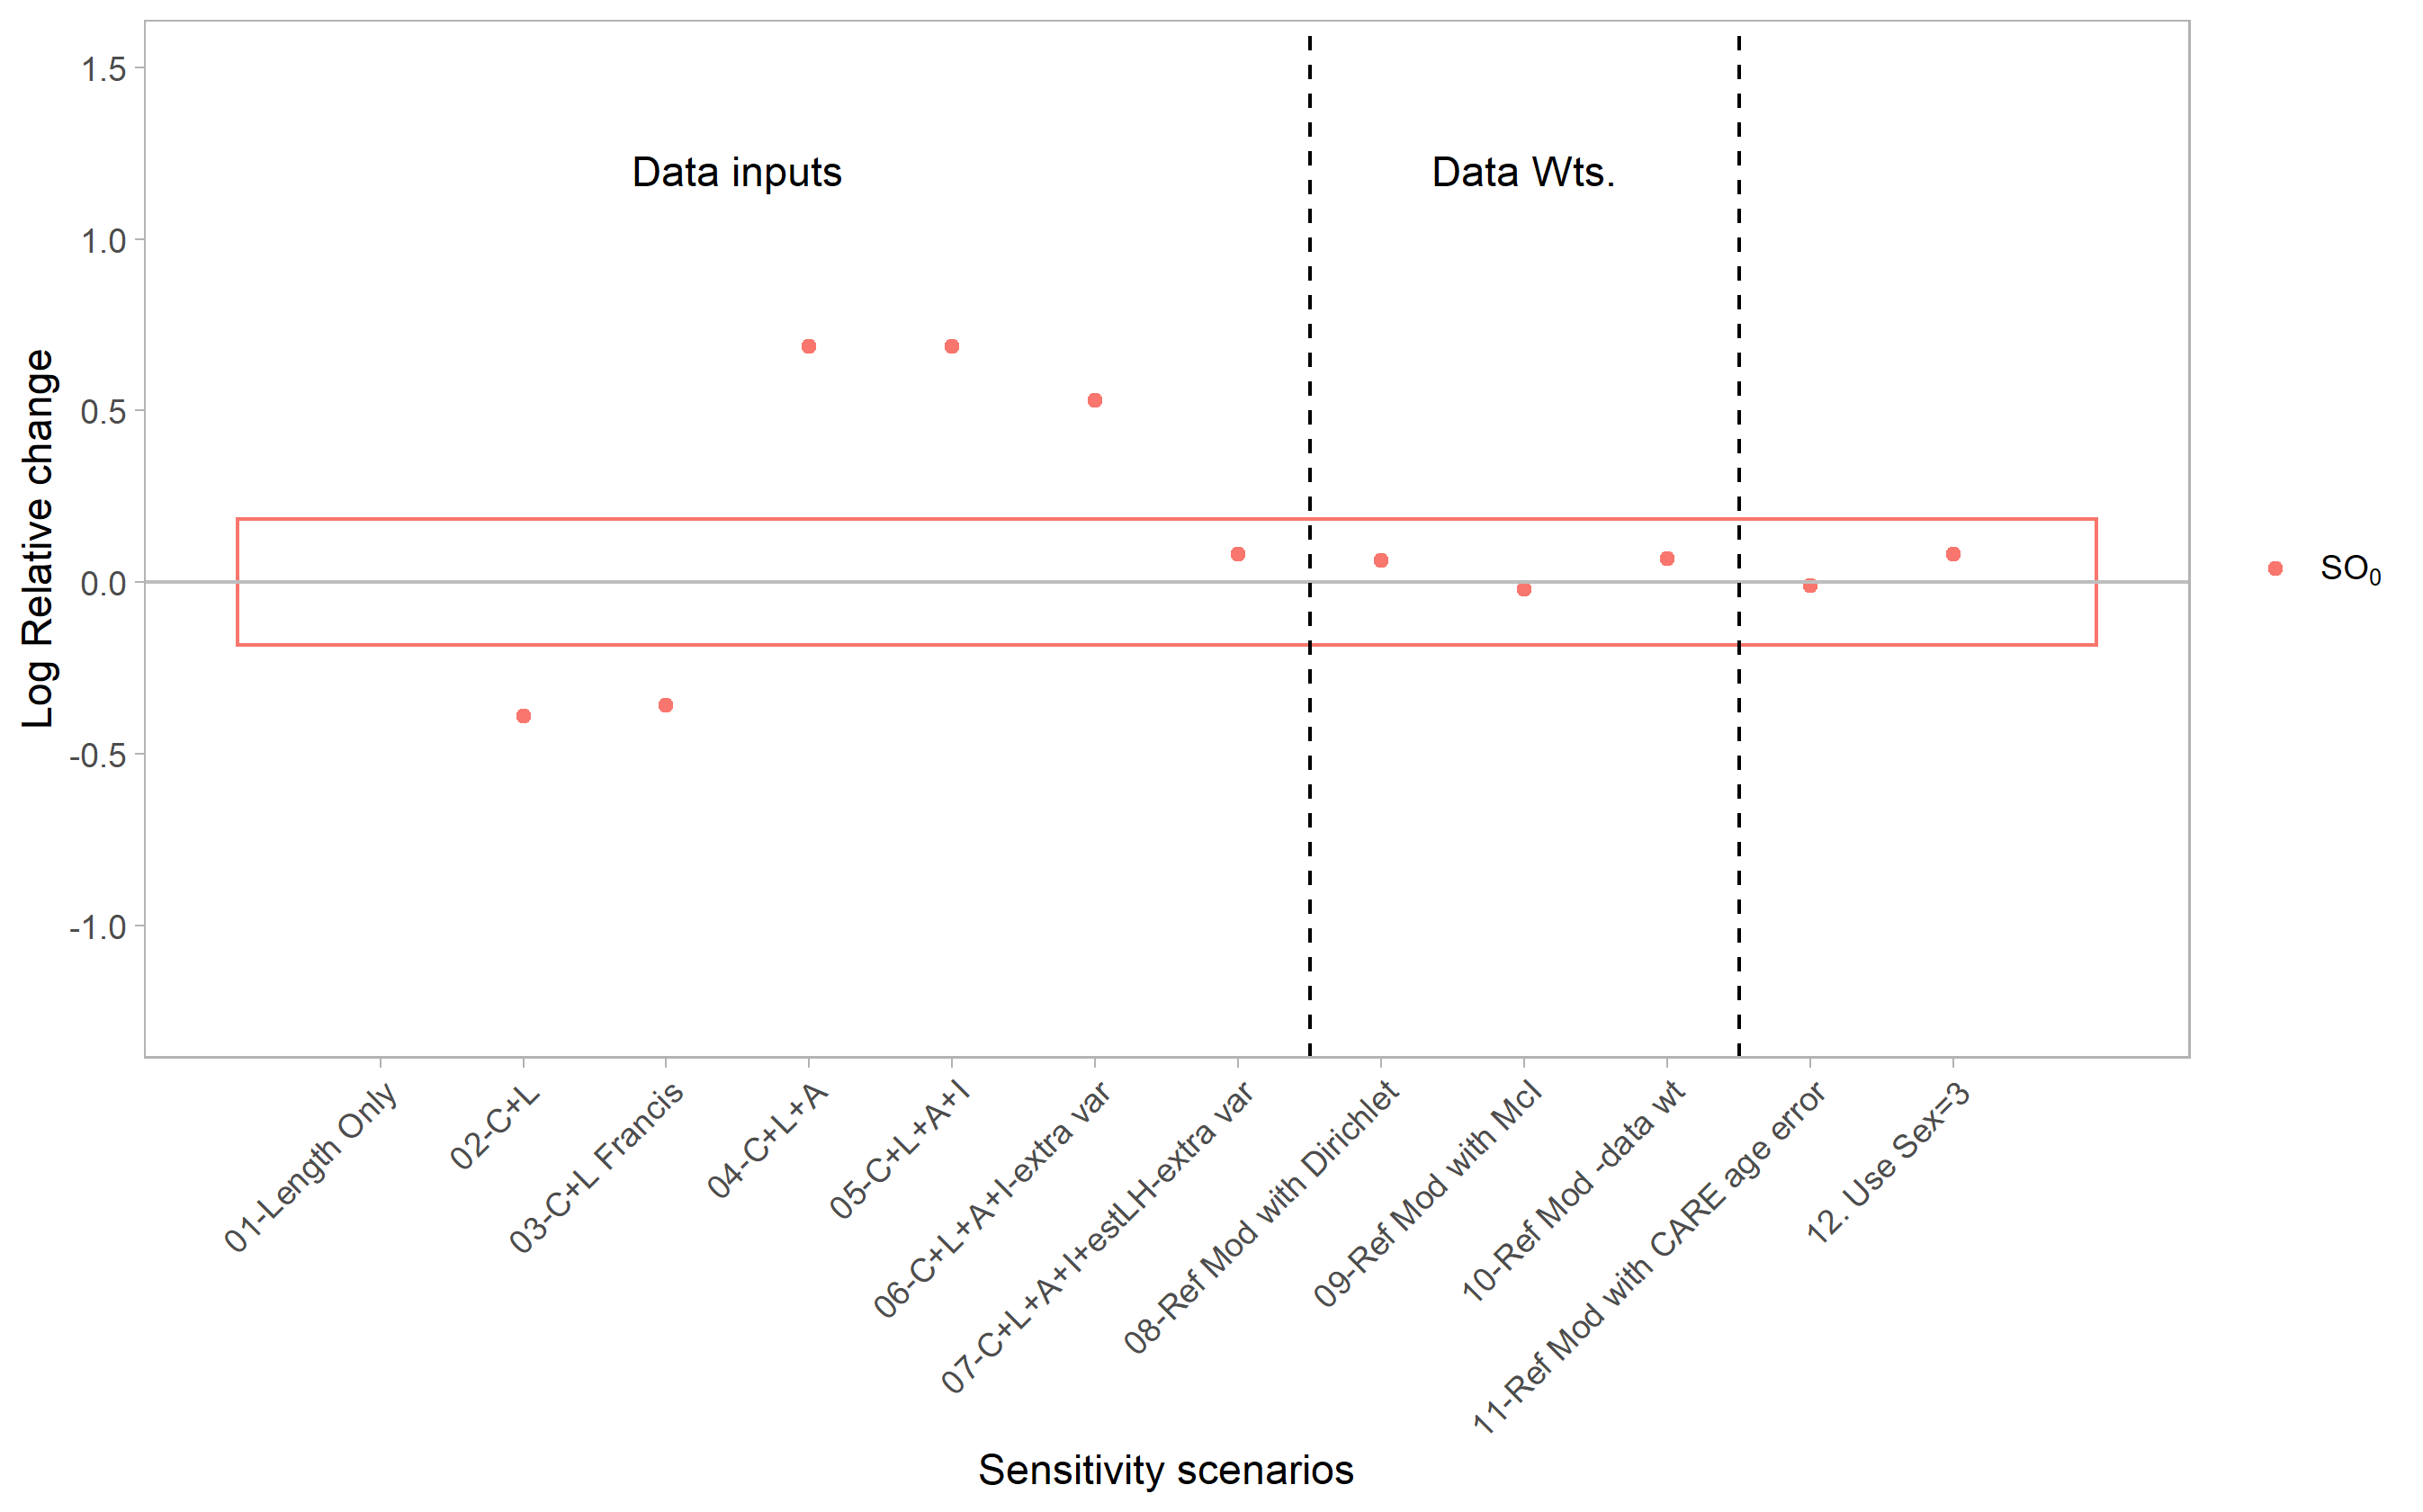 Log Relative change
1.5
1.0
0.5
0.0
-0.5
-1.0
Data inputs
Data Wts.
SO0
01-Length Only
02-C+L
03-C+L Francis
04-C+L+A
05-C+L+A+I
06-C+L+A+I-extra var
07-C+L+A+I+estLH-extra var
08-Ref Mod with Dirichlet
09-Ref Mod with McI
10-Ref Mod -data wt
11-Ref Mod with CARE age error
12. Use Sex=3
Sensitivity scenarios